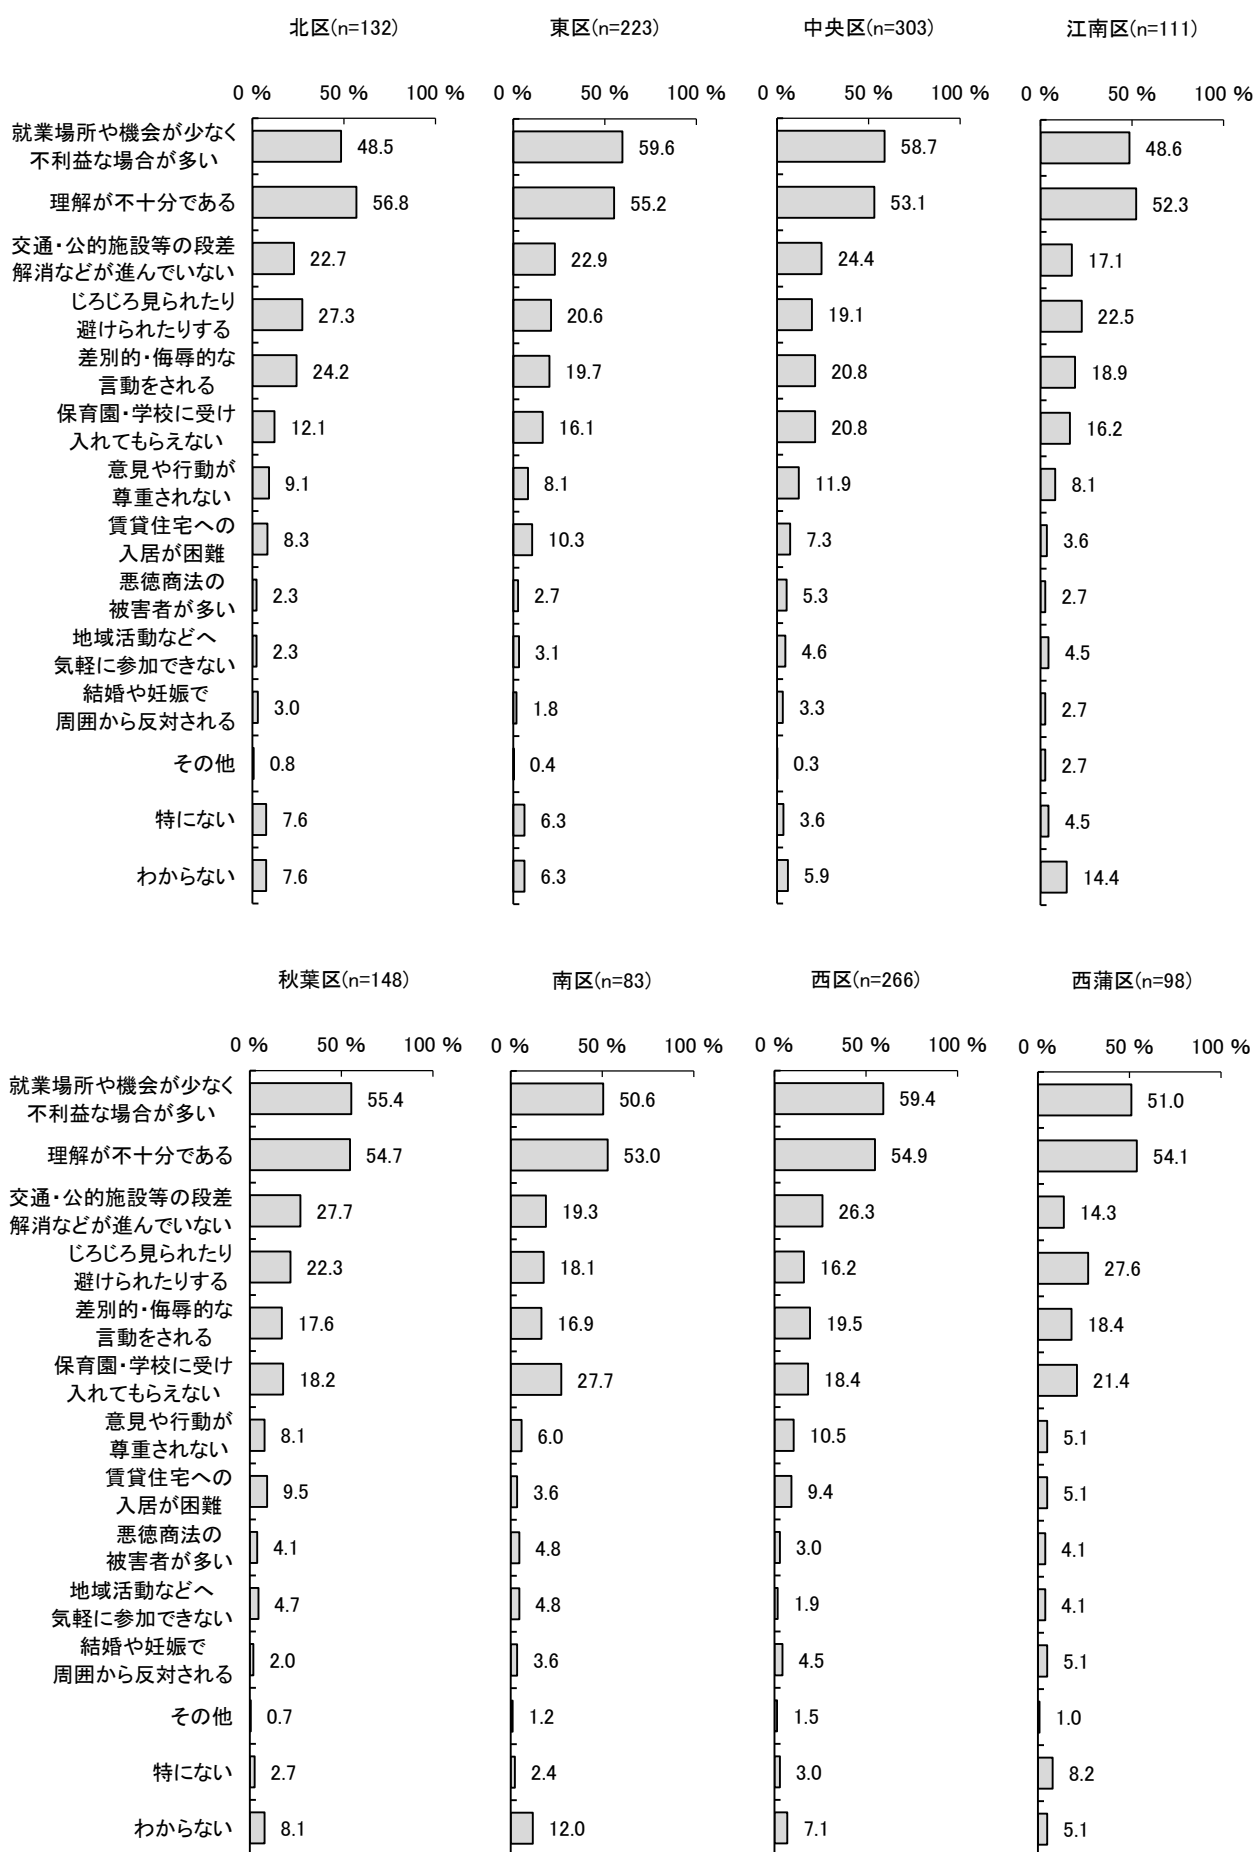 北区(n=132)
東区(n=223)
中央区(n=303)
江南区(n=111)
0 % 50 % 100 %
0 % 50 % 100 %
0 % 50 % 100 %
0 % 50 % 100 %
就業場所や機会が少なく
不利益な場合が多い
48.5 59.6 58.7 48.6
理解が不十分である
56.8 55.2 53.1 52.3
交通・公的施設等の段差
解消などが進んでいない
22.7 22.9 24.4 17.1
じろじろ見られたり
避けられたりする
27.3 20.6 19.1 22.5
差別的・侮辱的な
言動をされる
24.2 19.7 20.8 18.9
保育園・学校に受け
入れてもらえない
12.1 16.1 20.8 16.2
意見や行動が
尊重されない
9.1 8.1 11.9 8.1
賃貸住宅への
入居が困難
8.3 10.3 7.3 3.6
悪徳商法の
被害者が多い
2.3 2.7 5.3 2.7
地域活動などへ
気軽に参加できない
2.3 3.1 4.6 4.5
結婚や妊娠で
周囲から反対される
3.0 1.8 3.3 2.7
その他
0.8 0.4 0.3 2.7
特にない
7.6 6.3 3.6 4.5
わからない
7.6 6.3 5.9 14.4
秋葉区(n=148)
南区(n=83)
西区(n=266)
西蒲区(n=98)
0 % 50 % 100 %
0 % 50 % 100 %
0 % 50 % 100 %
0 % 50 % 100 %
就業場所や機会が少なく
不利益な場合が多い
55.4 50.6 59.4 51.0
理解が不十分である
54.7 53.0 54.9 54.1
交通・公的施設等の段差
解消などが進んでいない
27.7 19.3 26.3 14.3
じろじろ見られたり
避けられたりする
22.3 18.1 16.2 27.6
差別的・侮辱的な
言動をされる
17.6 16.9 19.5 18.4
保育園・学校に受け
入れてもらえない
18.2 27.7 18.4 21.4
意見や行動が
尊重されない
8.1 6.0 10.5 5.1
賃貸住宅への
入居が困難
9.5 3.6 9.4 5.1
悪徳商法の
被害者が多い
4.1 4.8 3.0 4.1
地域活動などへ
気軽に参加できない
4.7 4.8 1.9 4.1
結婚や妊娠で
周囲から反対される
2.0 3.6 4.5 5.1
その他
0.7 1.2 1.5 1.0
特にない
2.7 2.4 3.0 8.2
わからない
8.1 12.0 7.1 5.1